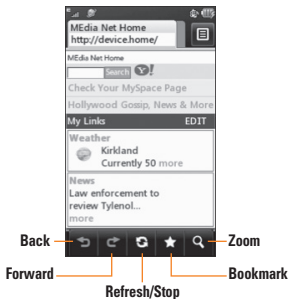 MEdia Net Home
http://device.home/
MEdia Net Home
Search Y!
Check Your MySpace Page
Hollywood Gossip, News & More
My Links EDIT
Weather
Kirkland
Currently 50 more
News
Law enforcement to
review Tylenol...
more
Back Zoom
Forward Bookmark
Refresh/Stop